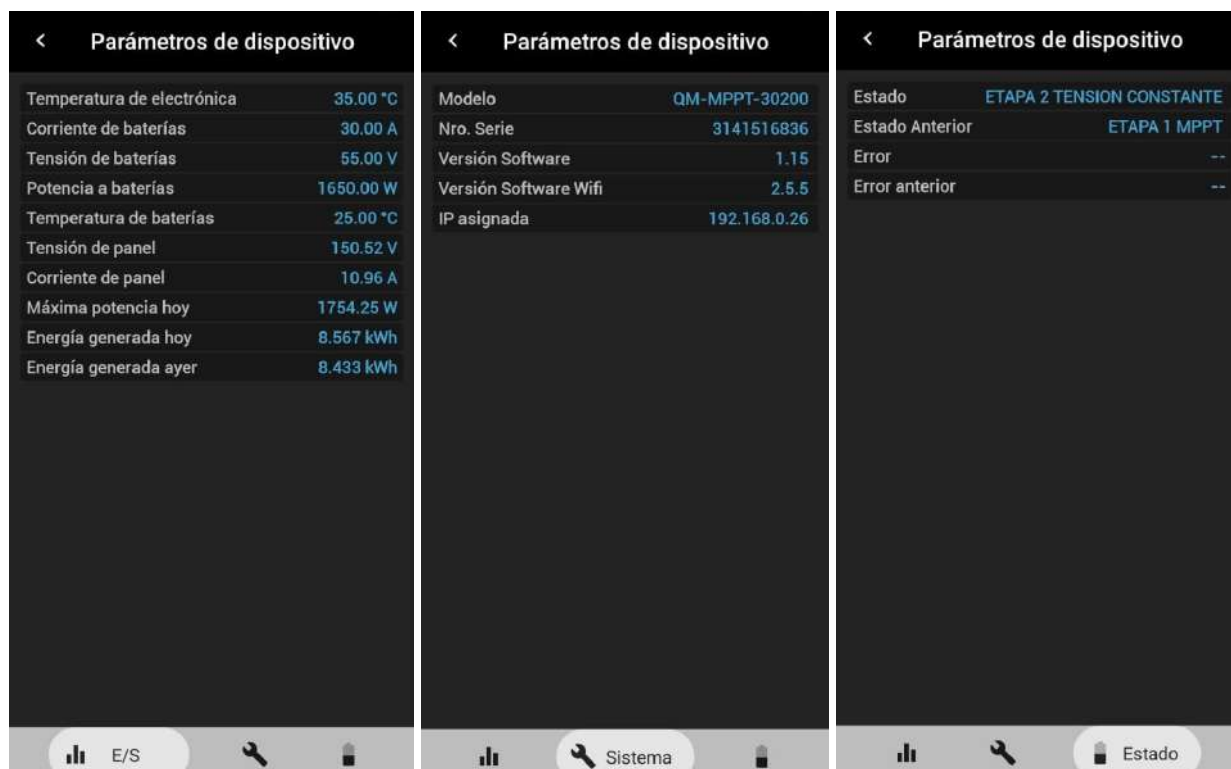 Parámetros de dispositivo
Temperatura de electrónica 35.00 °C
Corriente de baterías 30.00 A
Tensión de baterías 55.00 V
Potencia a baterías 1650.00 W
Temperatura de baterías 25.00 °C
Tensión de panel 150.52 V
Corriente de panel 10.96 A
Máxima potencia hoy 1754.25 W
Energía generada hoy 8.567 kWh
Energía generada ayer 8.433 kWh
E/S
Parámetros de dispositivo
Modelo QM-MPPT-30200
Nro. Serie 3141516836
Versión Software 1.15
Versión Software Wifi 2.5.5
IP asignada 192.168.0.26
Sistema
Parámetros de dispositivo
Estado ETAPA 2 TENSION CONSTANTE
Estado Anterior ETAPA 1 MPPT
Error --
Error anterior --
Estado